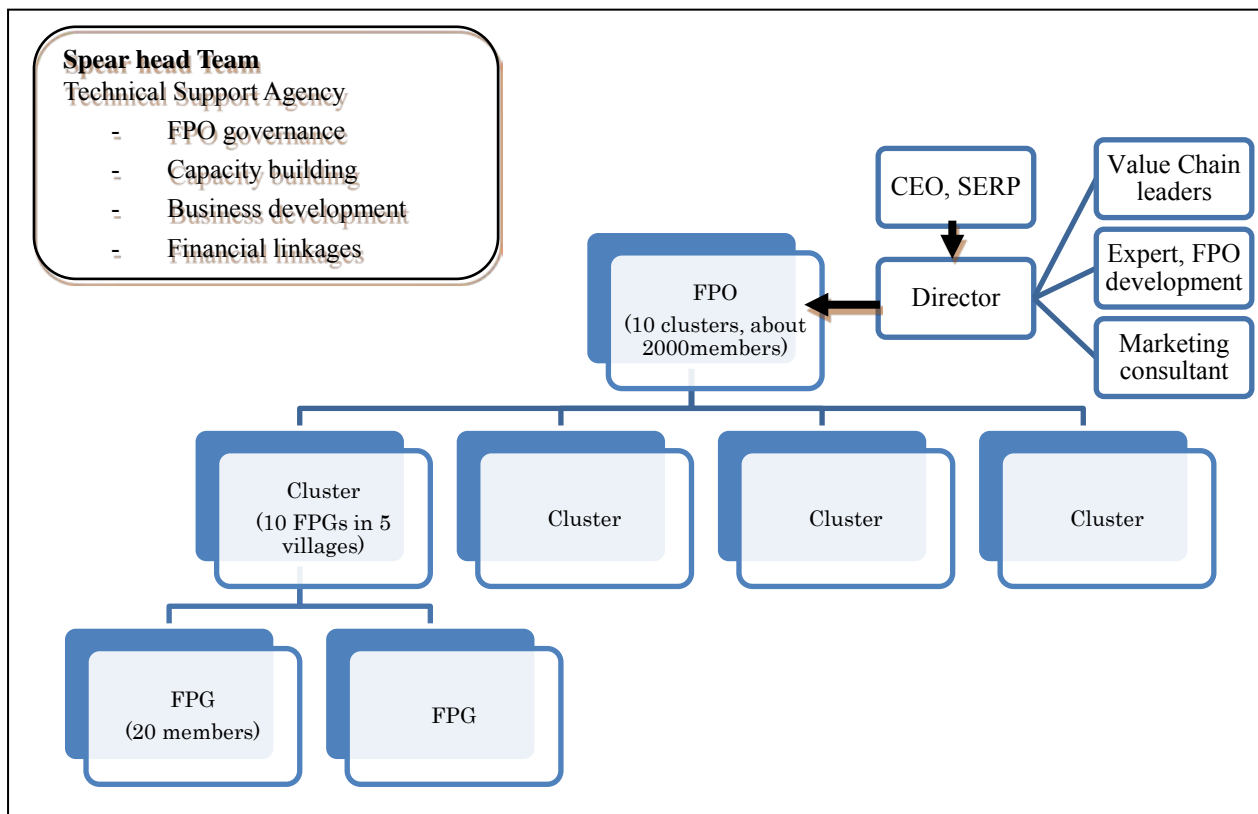 Spear head Team
Technical Support Agency
- FPO governance
- Capacity building
- Business development
- Financial linkages
CEO, SERP
Value Chain
leaders
Expert, FPO
development
Marketing
consultant
Director
FPO
(10 clusters, about
2000members)
Cluster
(10 FPGs in 5
villages)
Cluster
Cluster
Cluster
FPG
(20 members)
FPG